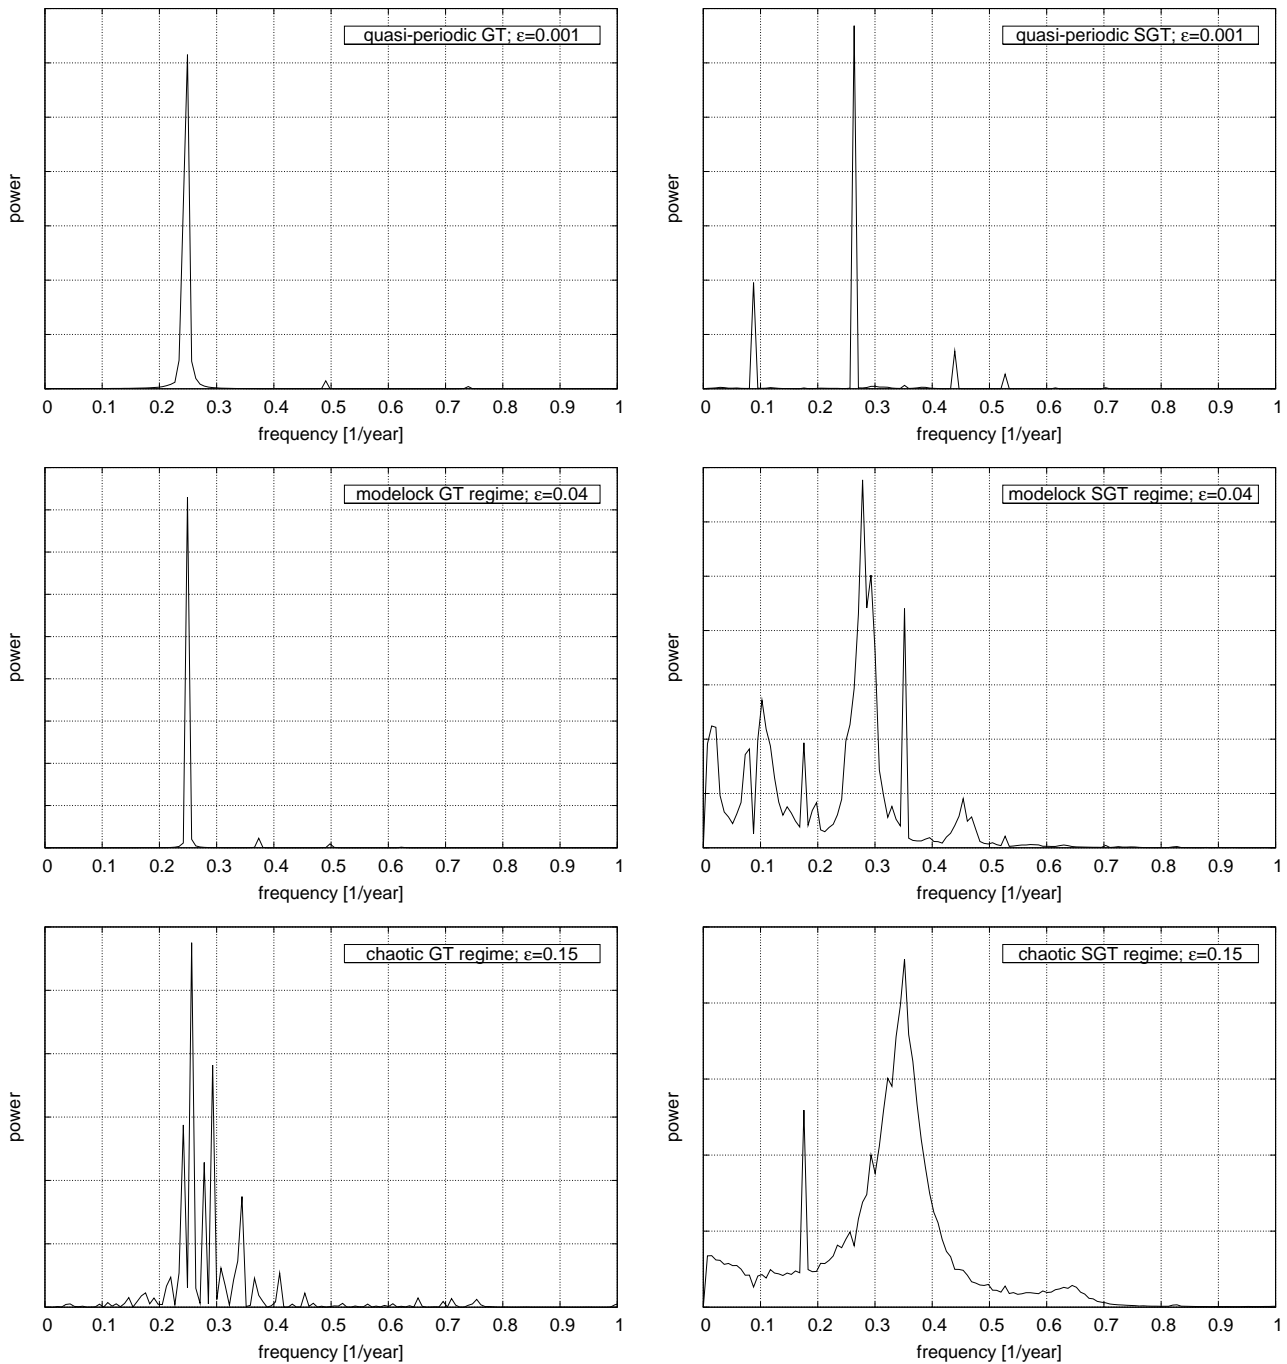 quasi-periodic GT; ε=0.001
power
0 0.1 0.2 0.3 0.4 0.5 0.6 0.7 0.8 0.9 1
frequency [1/year]
quasi-periodic SGT; ε=0.001
power
0 0.1 0.2 0.3 0.4 0.5 0.6 0.7 0.8 0.9 1
frequency [1/year]
modelock GT regime; ε=0.04
power
0 0.1 0.2 0.3 0.4 0.5 0.6 0.7 0.8 0.9 1
frequency [1/year]
modelock SGT regime; ε=0.04
power
0 0.1 0.2 0.3 0.4 0.5 0.6 0.7 0.8 0.9 1
frequency [1/year]
chaotic GT regime; ε=0.15
power
0 0.1 0.2 0.3 0.4 0.5 0.6 0.7 0.8 0.9 1
frequency [1/year]
chaotic SGT regime; ε=0.15
power
0 0.1 0.2 0.3 0.4 0.5 0.6 0.7 0.8 0.9 1
frequency [1/year]